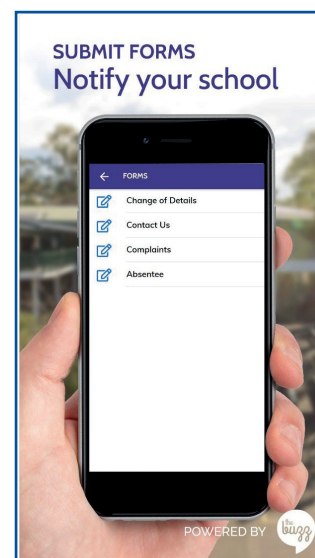 SUBMIT FORMS
Notify your school
FORMS
Change of Details
Contact Us
Complaints
Absentee
POWERED BY
the
buzz